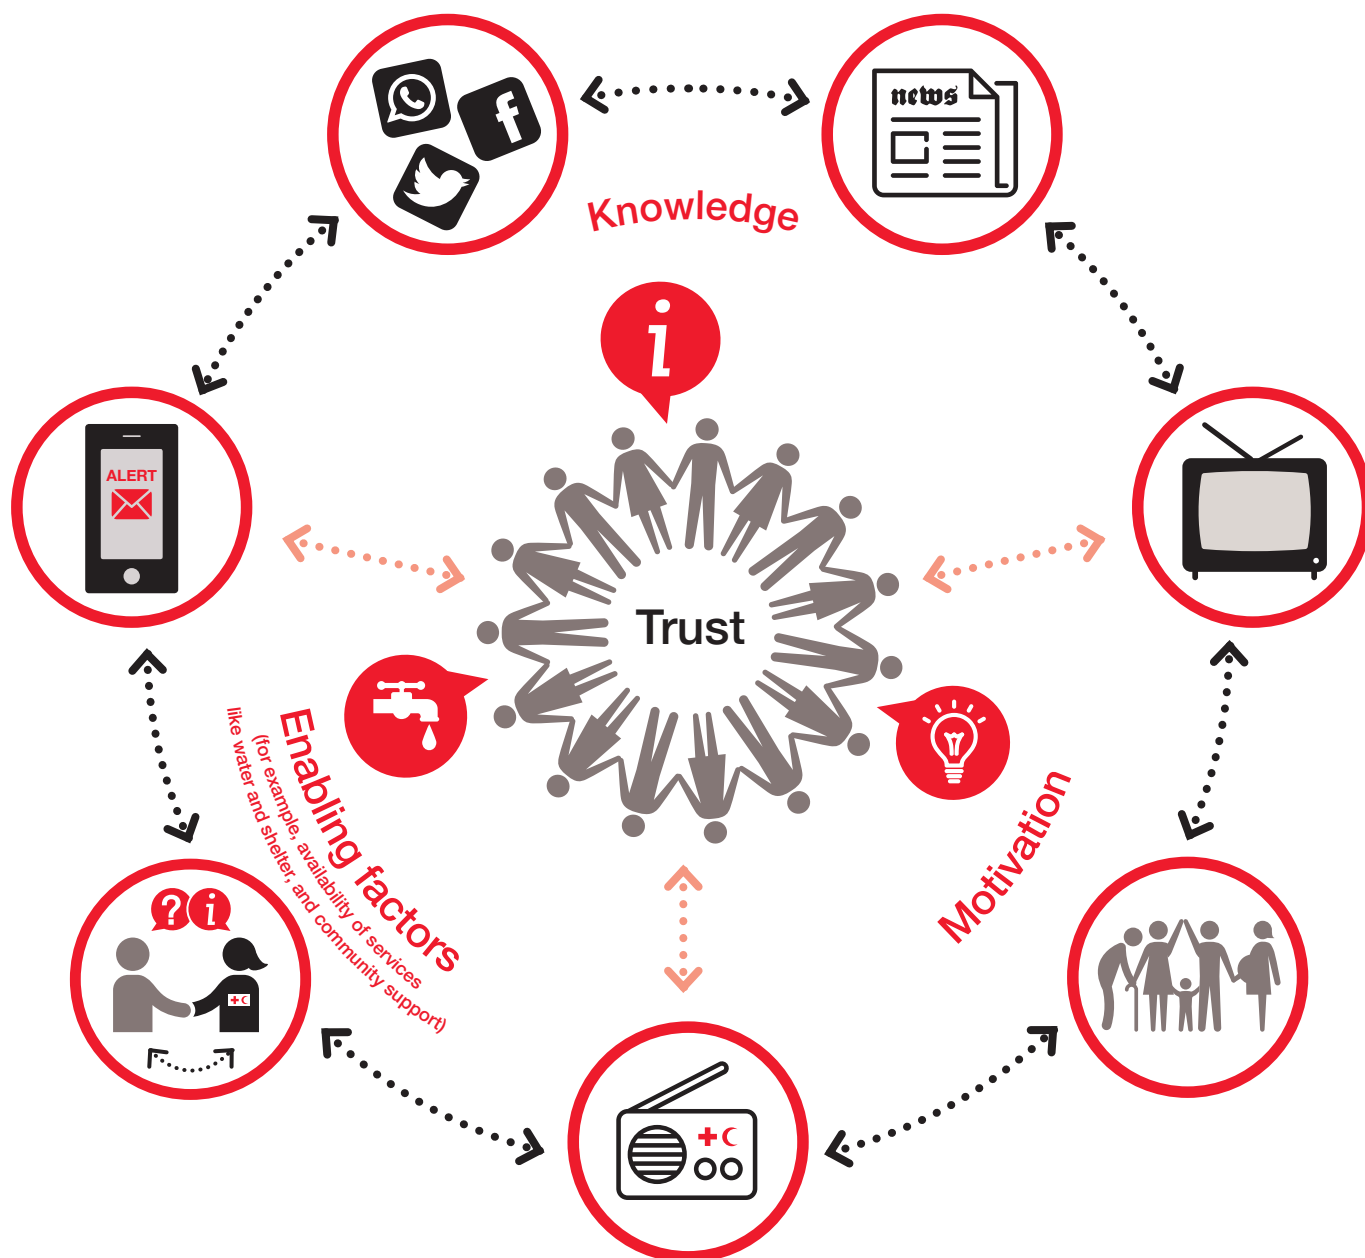 news
Knowledge
i
ALERT
Trust
Enabling factors
(for example, availability of services
like water and shelter, and community support)
Motivation
? i